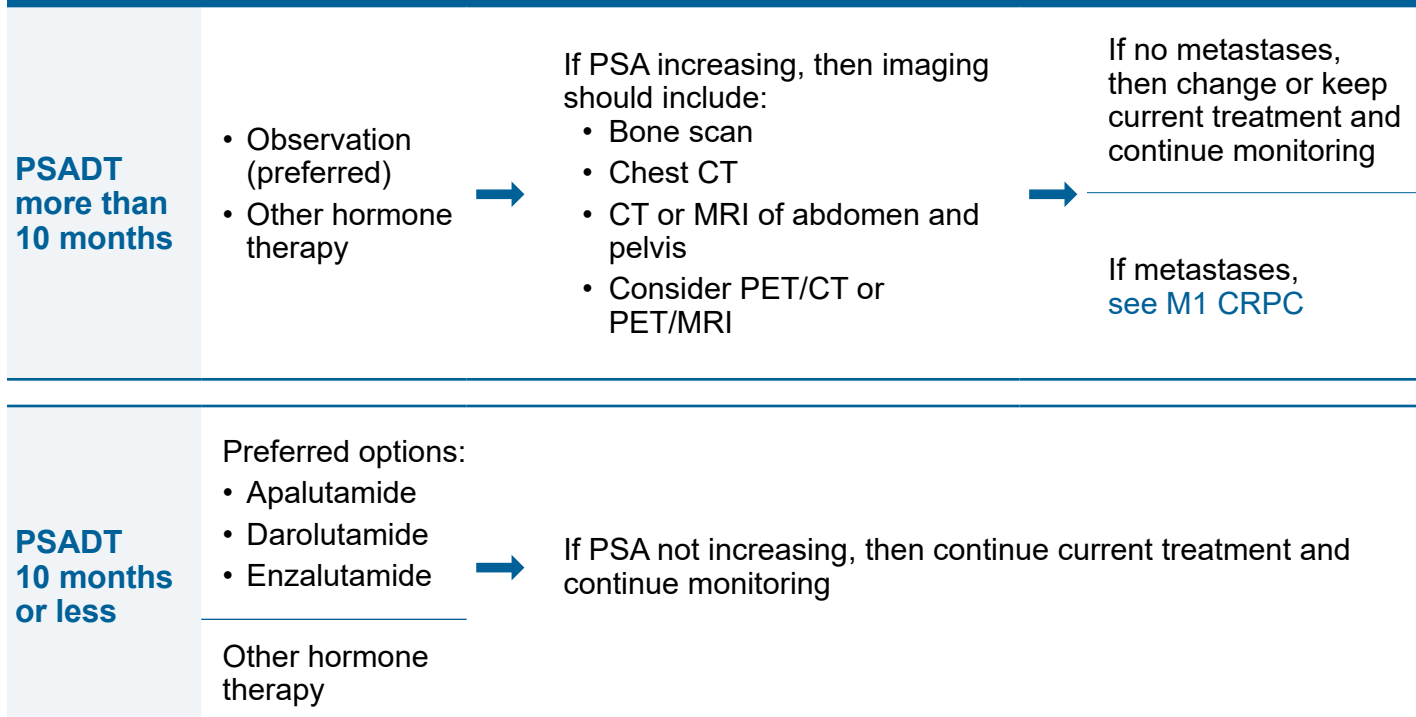 PSADT
more than
10 months
• Observation
(preferred)
• Other hormone
therapy
If PSA increasing, then imaging
should include:
• Bone scan
• Chest CT
• CT or MRI of abdomen and
pelvis
• Consider PET/CT or
PET/MRI
If no metastases,
then change or keep
current treatment and
continue monitoring
If metastases,
see M1 CRPC
PSADT
10 months
or less
Preferred options:
• Apalutamide
• Darolutamide
• Enzalutamide
Other hormone
therapy
If PSA not increasing, then continue current treatment and
continue monitoring